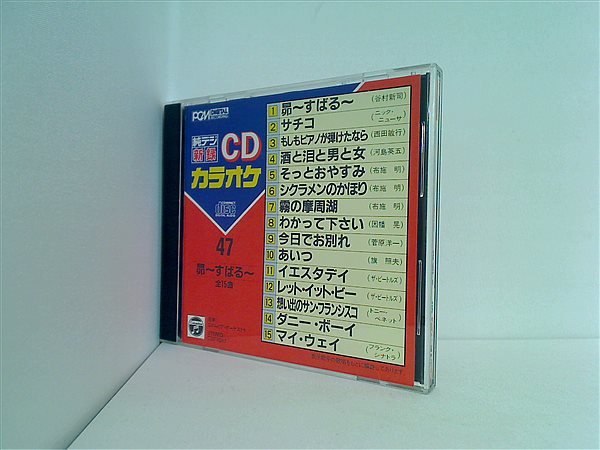 PCM DIGITAL
純デジ
新録
CD
カラオケ
COMPACT
DISC
DIGITAL AUDIO
47
昴〜すばる〜
全15曲
1 昴〜すばる〜 (谷村新司)
2 サチコ (ニック・ニューサ)
3 もしもピアノが弾けたなら (西田敏行)
4 酒と泪と男と女 (河島英五)
5 そっとおやすみ (布施 明)
6 シクラメンのかほり (布施 明)
7 霧の摩周湖 (布施 明)
8 わかって下さい (因幡 晃)
9 今日でお別れ (菅原洋一)
10 あいつ (旗 照夫)
11 イエスタデイ (ザ・ビートルズ)
12 レット・イット・ビー (ザ・ビートルズ)
13 想い出のサン・フランシスコ (トニー・ベネット)
14 ダニー・ボーイ
15 マイ・ウェイ (フランク・シナトラ)